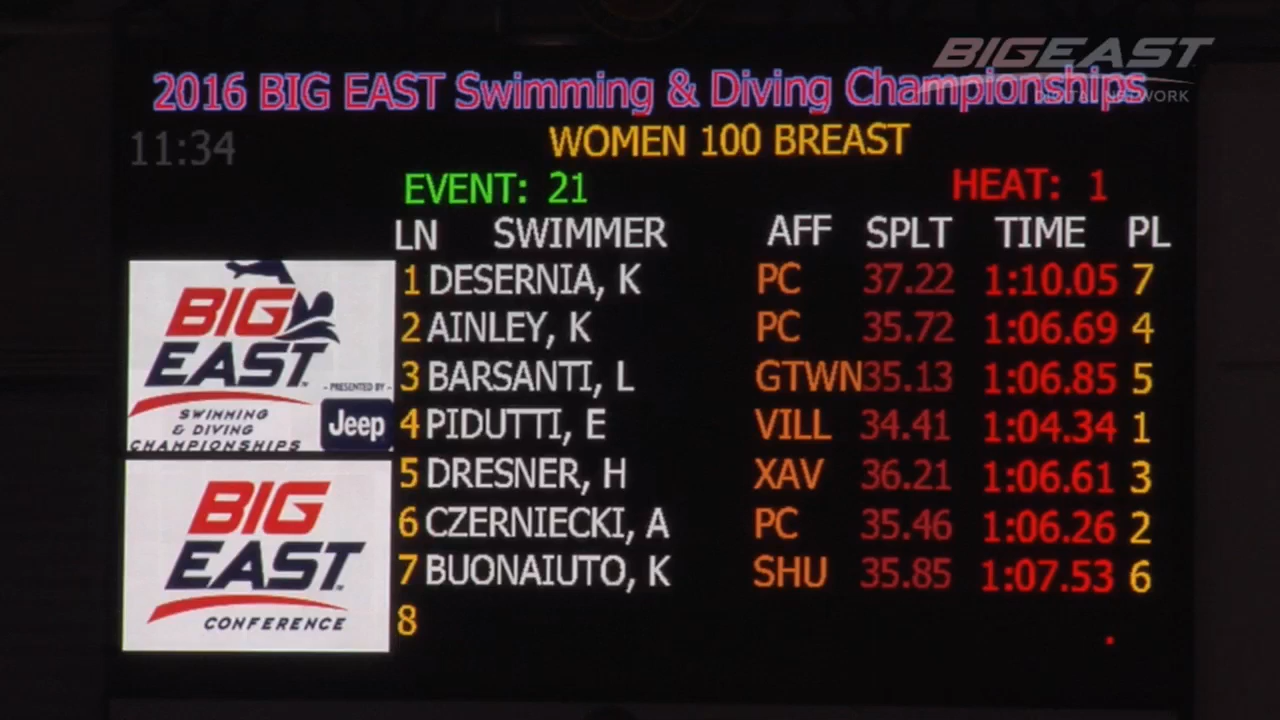 BIG EAST
DIGITAL NETWORK
2016 BIG EAST Swimming & Diving Championships
11:34
WOMEN 100 BREAST
EVENT: 21 HEAT: 1
LN SWIMMER AFF SPLT TIME PL
1 DESERNIA, K PC 37.22 1:10.05 7
2 AINLEY, K PC 35.72 1:06.69 4
3 BARSANTI, L GTWN 35.13 1:06.85 5
4 PIDUTTI, E VILL 34.41 1:04.34 1
5 DRESNER, H XAV 36.21 1:06.61 3
6 CZERNIECKI, A PC 35.46 1:06.26 2
7 BUONAIUTO, K SHU 35.85 1:07.53 6
8
BIG
EAST
- PRESENTED BY -
Jeep
SWIMMING
& DIVING
CHAMPIONSHIPS
BIG
EAST
CONFERENCE